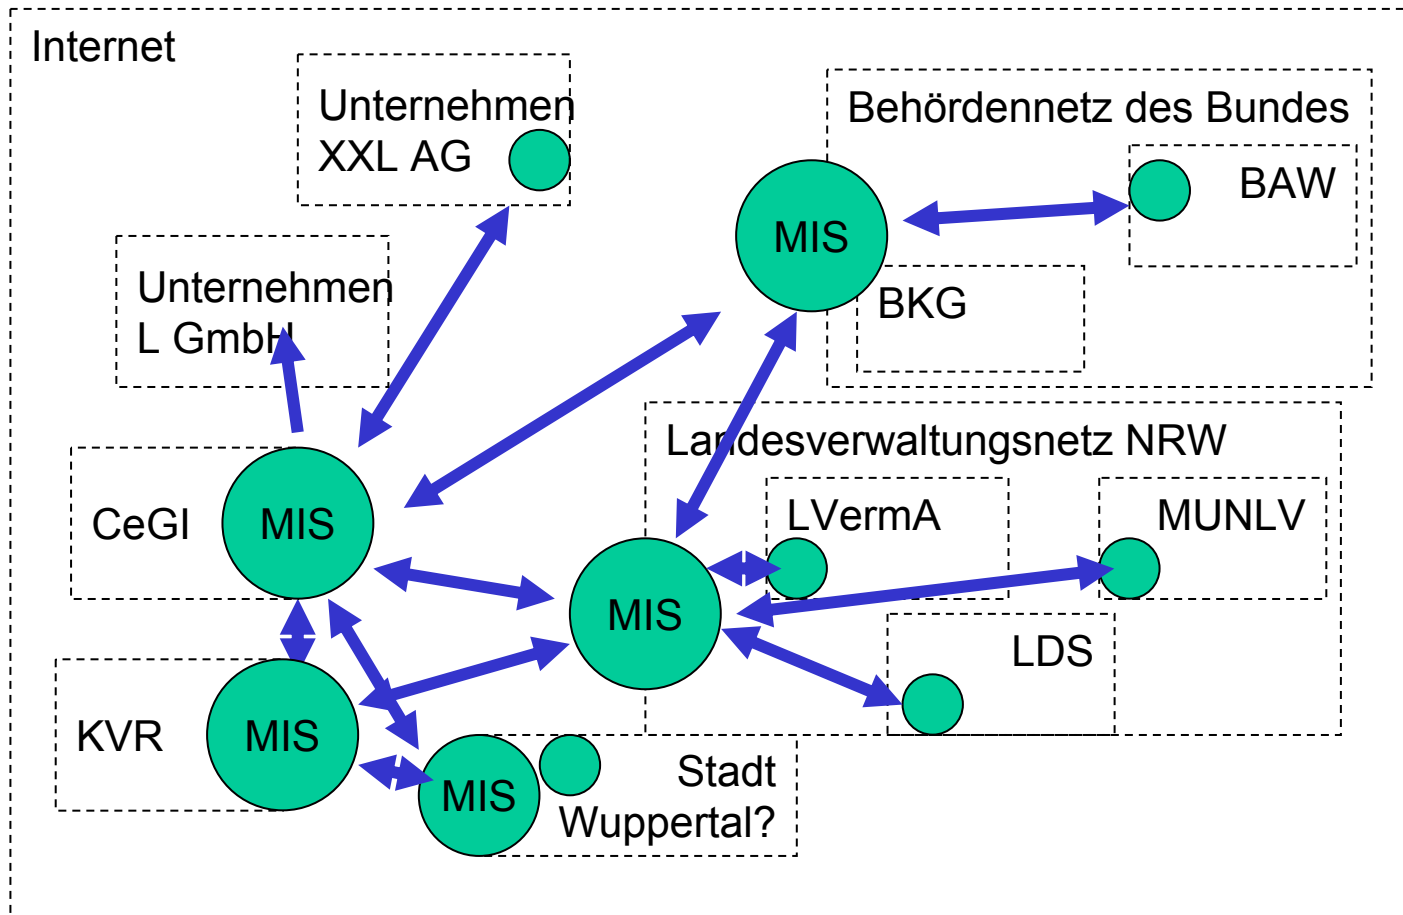 Internet
Unternehmen
XXL AG
Behördennetz des Bundes
BAW
MIS
BKG
Unternehmen
L GmbH
Landesverwaltungsnetz NRW
LVermA
MUNLV
CeGI
MIS
MIS
LDS
KVR
MIS
MIS
Stadt
Wuppertal?